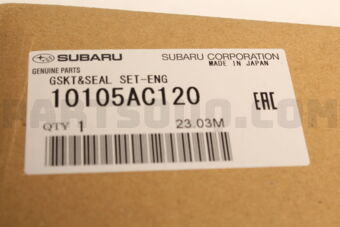 SUBARU
SUBARU CORPORATION
GENUINE PARTS
MADE IN JAPAN
GSKT&SEAL SET-ENG
10105AC120
EAC
QTY 1
23.03M